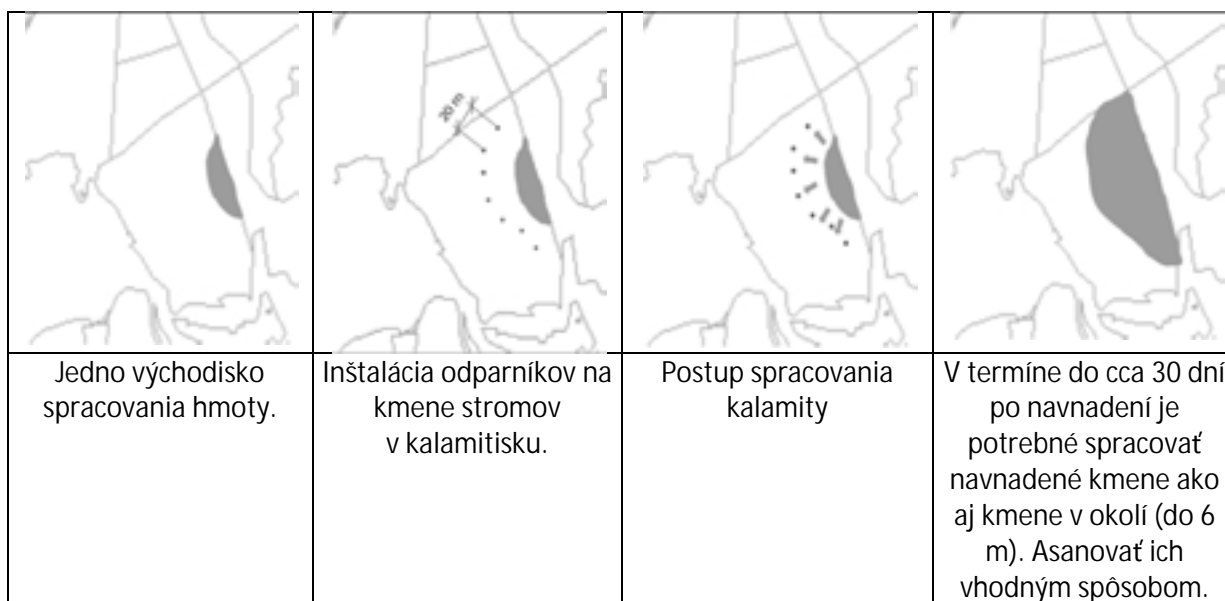 20 m
Jedno východisko
spracovania hmoty.
Inštalácia odparníkov na
kmene stromov
v kalamitisku.
Postup spracovania
kalamity
V termíne do cca 30 dní
po navnadení je
potrebné spracovať
navnadené kmene ako
aj kmene v okolí (do 6
m). Asanovať ich
vhodným spôsobom.